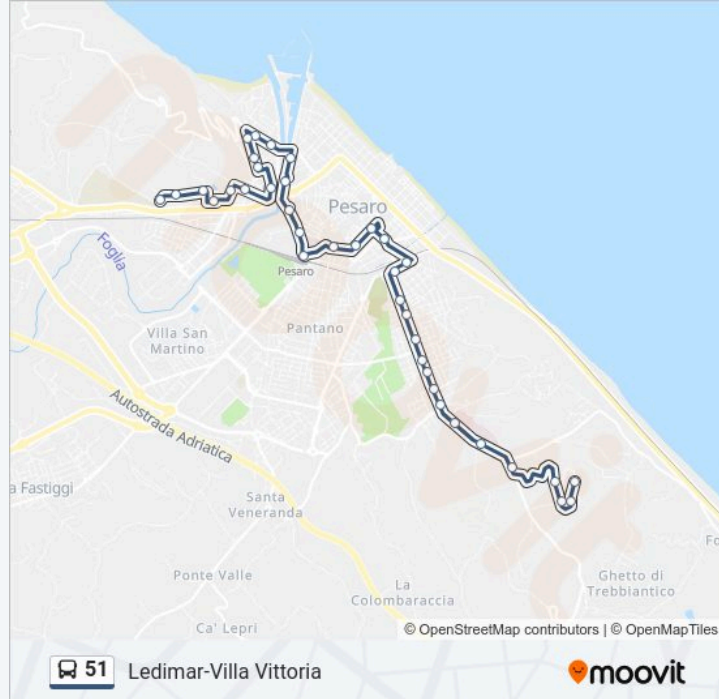 Pesaro
Foglia
Pesaro
Villa San
Martino
Pantano
Autostrada Adriatica
a Fastiggi
Santa
Veneranda
Ponte Valle
La
Colombaraccia
Ghetto di
Trebbiantico
Fo
Ca' Lepri
© OpenStreetMap contributors | © OpenMapTiles
51 Ledimar-Villa Vittoria
moovit